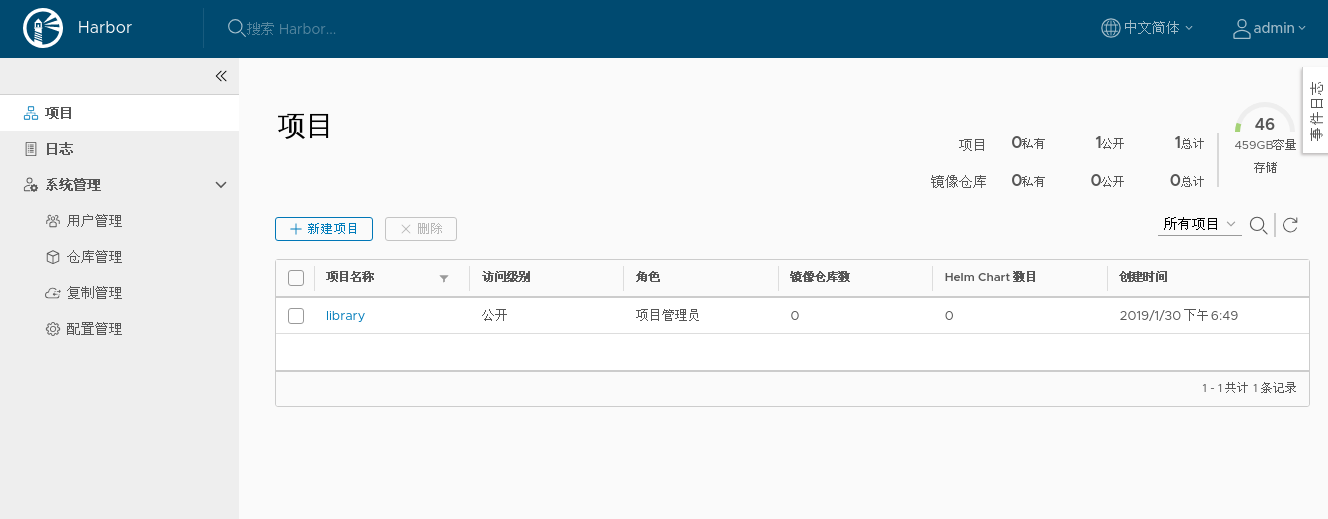 Harbor
搜索 Harbor...
中文简体
admin
项目
日志
系统管理
用户管理
仓库管理
复制管理
配置管理
项目
项目 0私有 1公开 1总计
镜像仓库 0私有 0公开 0总计
46
459GB容量
存储
事件日志
新建项目 删除
所有项目
项目名称 访问级别 角色 镜像仓库数 Helm Chart 数目 创建时间
library 公开 项目管理员 0 0 2019/1/30 下午 6:49
1 - 1 共计 1 条记录